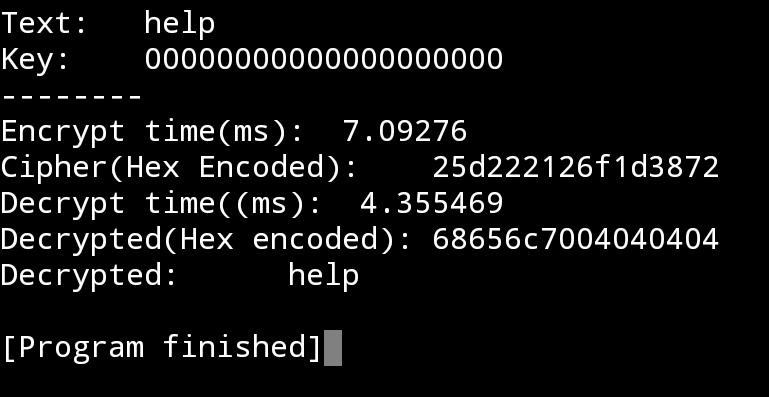 Text:   help
Key:    00000000000000000000
--------
Encrypt time(ms):  7.09276
Cipher(Hex Encoded):    25d222126f1d3872
Decrypt time((ms):  4.355469
Decrypted(Hex encoded): 68656c7004040404
Decrypted:      help
[Program finished]